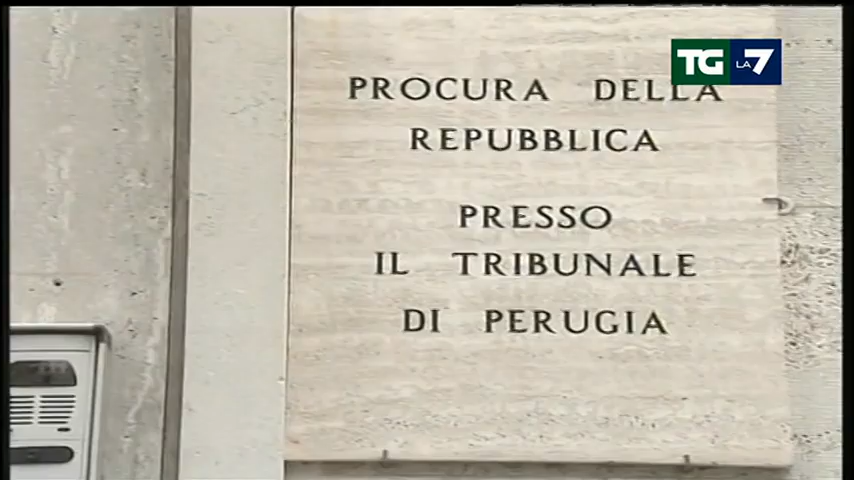 TG LA 7
PROCURA DELLA
REPUBBLICA
PRESSO
IL TRIBUNALE
DI PERUGIA